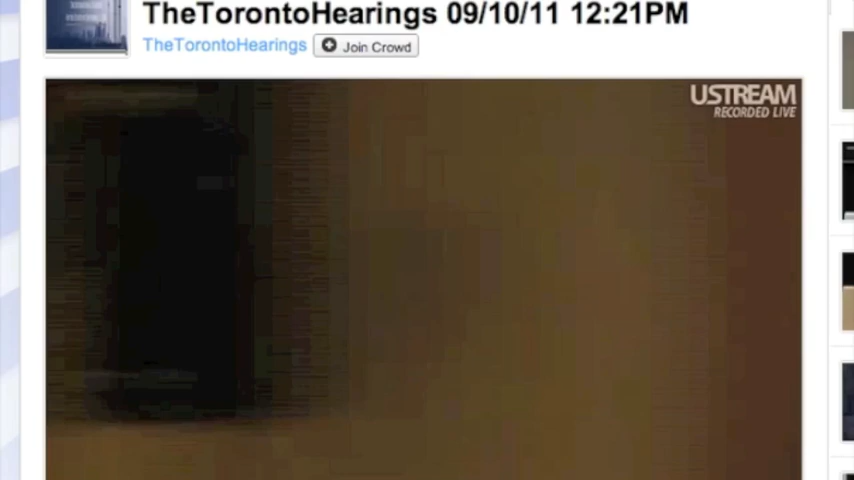 TheTorontoHearings 09/10/11 12:21PM
TheTorontoHearings Join Crowd
USTREAM
RECORDED LIVE